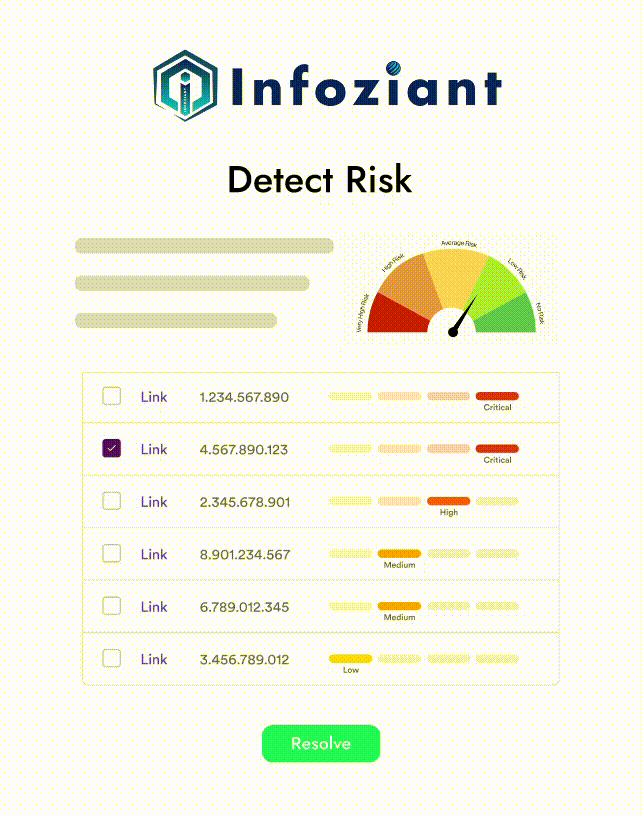 Infoziant
Detect Risk
Very High Risk
High Risk
Average Risk
Low Risk
No Risk
Link 1.234.567.890
Critical
Link 4.567.890.123
Critical
Link 2.345.678.901
High
Link 8.901.234.567
Medium
Link 6.789.012.345
Medium
Link 3.456.789.012
Low
Resolve